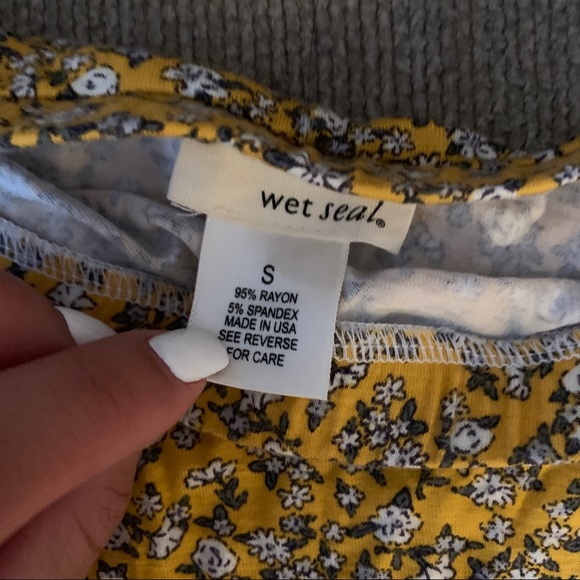 wet seal®
S
95% RAYON
5% SPANDEX
MADE IN USA
SEE REVERSE
FOR CARE